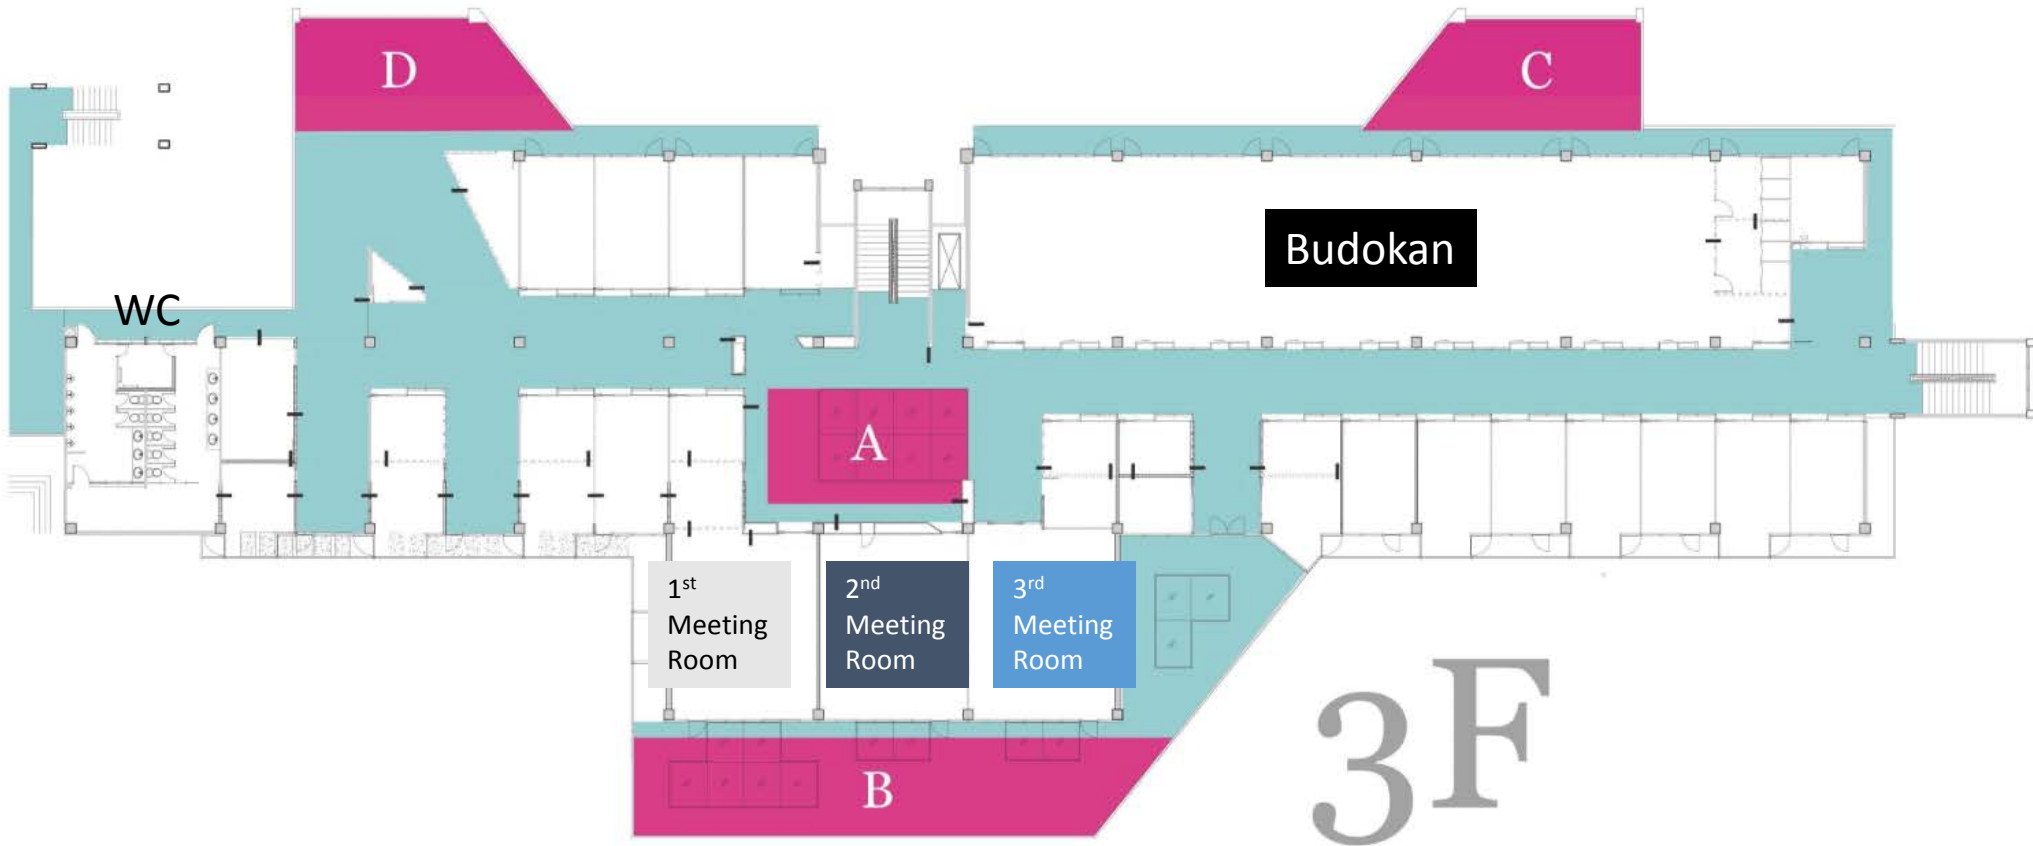 D
C
Budokan
WC
A
1st
Meeting
Room
2nd
Meeting
Room
3rd
Meeting
Room
B
3F